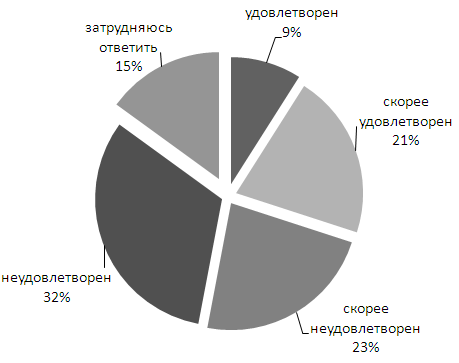 удовлетворен
9%
скорее
удовлетворен
21%
скорее
неудовлетворен
23%
неудовлетворен
32%
затрудняюсь
ответить
15%